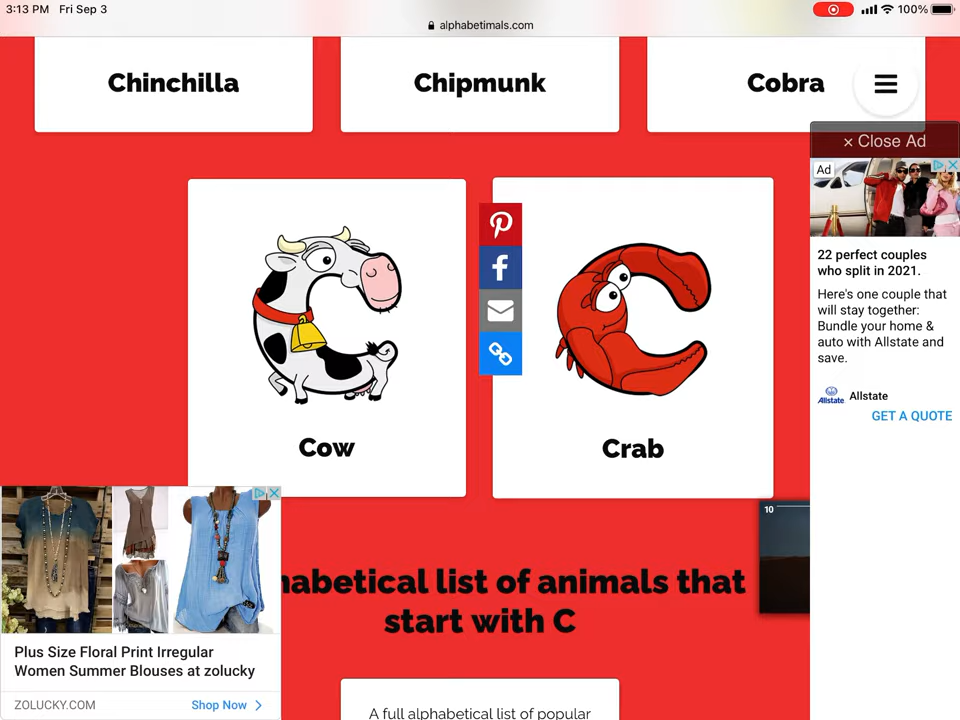 3:13 PM Fri Sep 3
100%
alphabetimals.com
Chinchilla
Chipmunk
Cobra
× Close Ad
Ad
22 perfect couples
who split in 2021.
Here's one couple that
will stay together:
Bundle your home &
auto with Allstate and
save.
Allstate
Allstate
GET A QUOTE
Cow
Crab
10
habetical list of animals that
start with C
Plus Size Floral Print Irregular
Women Summer Blouses at zolucky
ZOLUCKY.COM
Shop Now
A full alphabetical list of popular